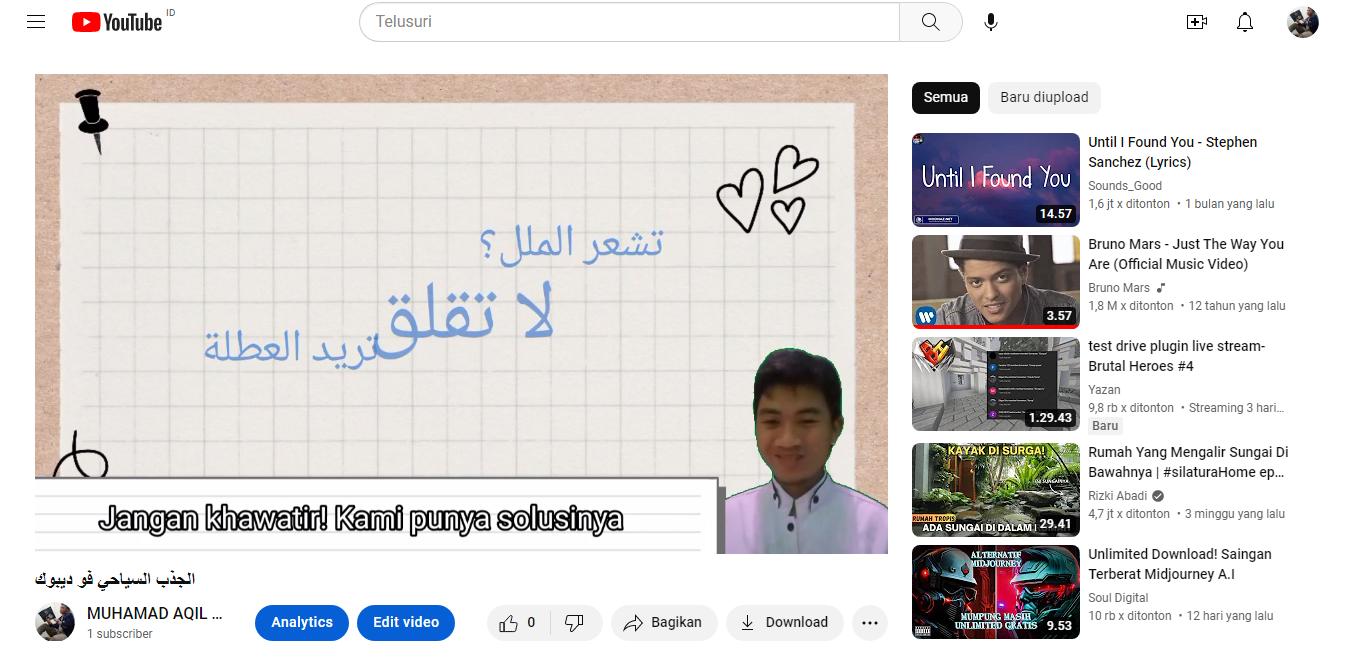 YouTube ID
Telusuri
تشعر الملل؟
لا تقلق
تريد العطلة
Jangan khawatir! Kami punya solusinya
الجذب السياحي فو ديبوك
MUHAMAD AQIL ...
1 subscriber
Analytics
Edit video
0
Bagikan
Download
Semua
Baru diupload
Until I Found You
14.57
Until I Found You - Stephen
Sanchez (Lyrics)
Sounds_Good
1,6 jt x ditonton • 1 bulan yang lalu
3.57
Bruno Mars - Just The Way You
Are (Official Music Video)
Bruno Mars
1,8 M x ditonton • 12 tahun yang lalu
1.29.43
test drive plugin live stream-
Brutal Heroes #4
Yazan
9,8 rb x ditonton • Streaming 3 hari...
Baru
KAYAK DI SURGA!
RUMAH TROPIS
ADA SUNGAI DI DALAM
29.41
Rumah Yang Mengalir Sungai Di
Bawahnya | #silaturaHome ep...
Rizki Abadi
4,7 jt x ditonton • 3 minggu yang lalu
ALTERNATIF
MIDJOURNEY
MUMPUNG MASIH
UNLIMITED GRATIS
9.53
Unlimited Download! Saingan
Terberat Midjourney A.I
Soul Digital
10 rb x ditonton • 12 hari yang lalu